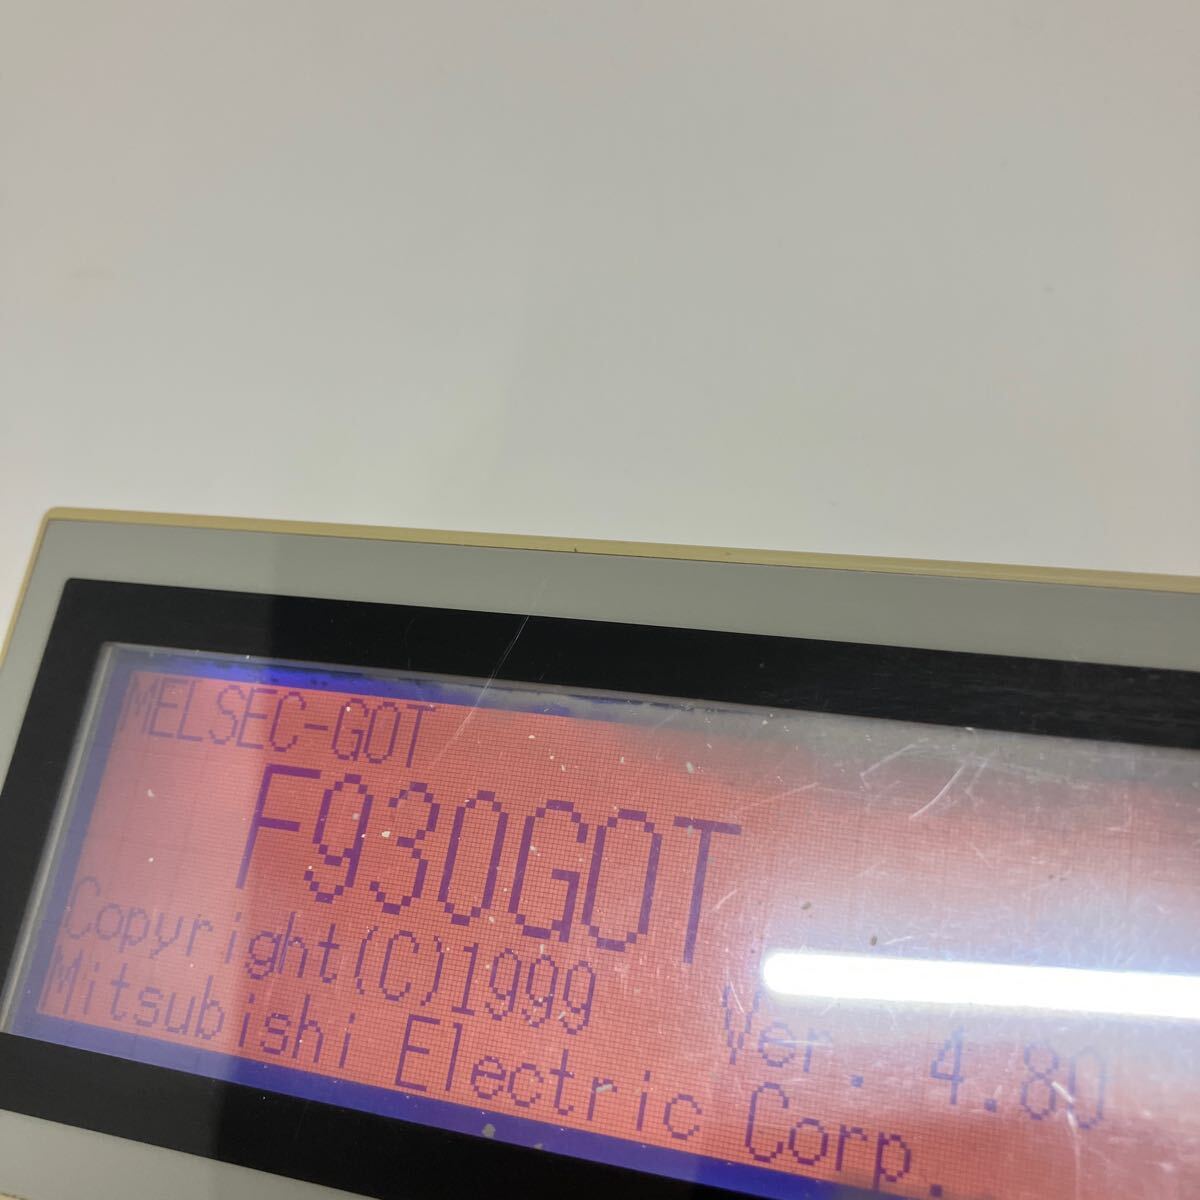 MELSEC-GOT
F930GOT
Copyright(C)1999 Ver. 4.80
Mitsubishi Electric Corp.